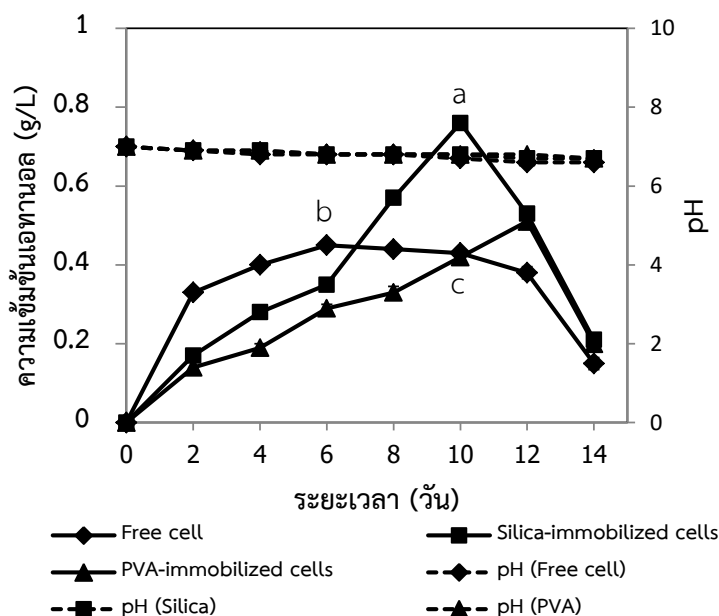 ความเข้มข้นเอทานอล (g/L)
1
0.8
0.6
0.4
0.2
0
a
b
c
10
8
6
4
2
0
pH
0 2 4 6 8 10 12 14
ระยะเวลา (วัน)
Free cell Silica-immobilized cells
PVA-immobilized cells pH (Free cell)
pH (Silica) pH (PVA)